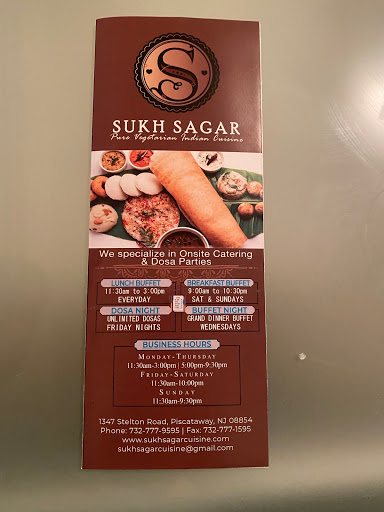 S
SUKH SAGAR
Pure Vegetarian Indian Cuisine
We specialize in Onsite Catering
& Dosa Parties
LUNCH BUFFET
11:30am to 3:00pm
EVERYDAY
BREAKFAST BUFFET
9:00am to 10:30pm
SAT & SUNDAYS
DOSA NIGHT
UNLIMITED DOSAS
FRIDAY NIGHTS
BUFFET NIGHT
GRAND DINNER BUFFET
WEDNESDAYS
BUSINESS HOURS
MONDAY-THURSDAY
11:30am-3:00pm | 5:00pm-9:30pm
FRIDAY-SATURDAY
11:30am-10:00pm
SUNDAY
11:30am-9:30pm
1347 Stelton Road, Piscataway, NJ 08854
Phone: 732-777-9595 | Fax: 732-777-1595
www.sukhsagarcuisine.com
sukhsagarcuisine@gmail.com